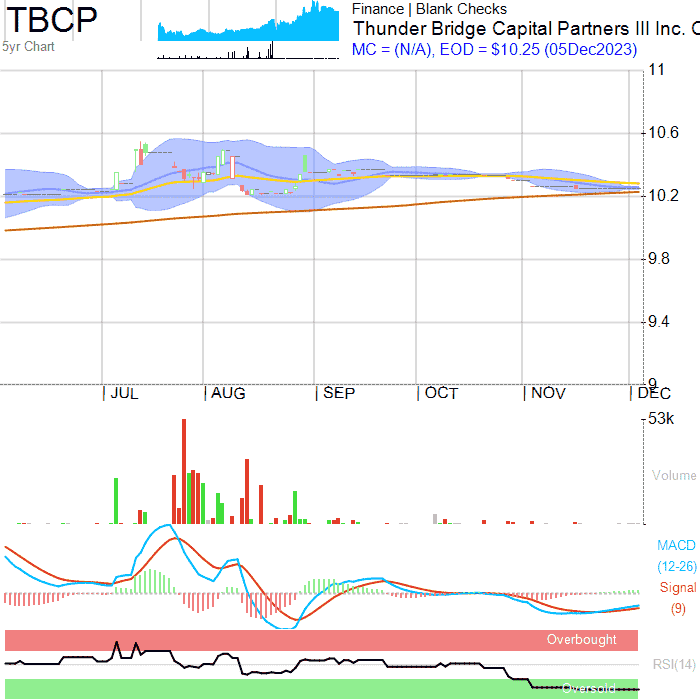 TBCP
5yr Chart
Finance | Blank Checks
Thunder Bridge Capital Partners III Inc. C
MC = (N/A), EOD = $10.25 (05Dec2023)
11
10.6
10.2
9.8
9.4
9
JUL AUG SEP OCT NOV DEC
53k
Volume
MACD
(12-26)
Signal
(9)
Overbought
RSI(14)
Oversold